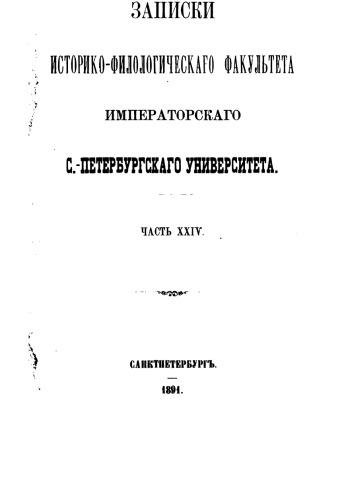 ЗАПИСКИ
ИСТОРИКО-ФИЛОЛОГИЧЕСКАГО ФАКУЛЬТЕТА
ИМПЕРАТОРСКАГО
С.-ПЕТЕРБУРГСКАГО УНИВЕРСИТЕТА.
ЧАСТЬ XXIV.
САНКТПЕТЕРБУРГЪ.
1891.